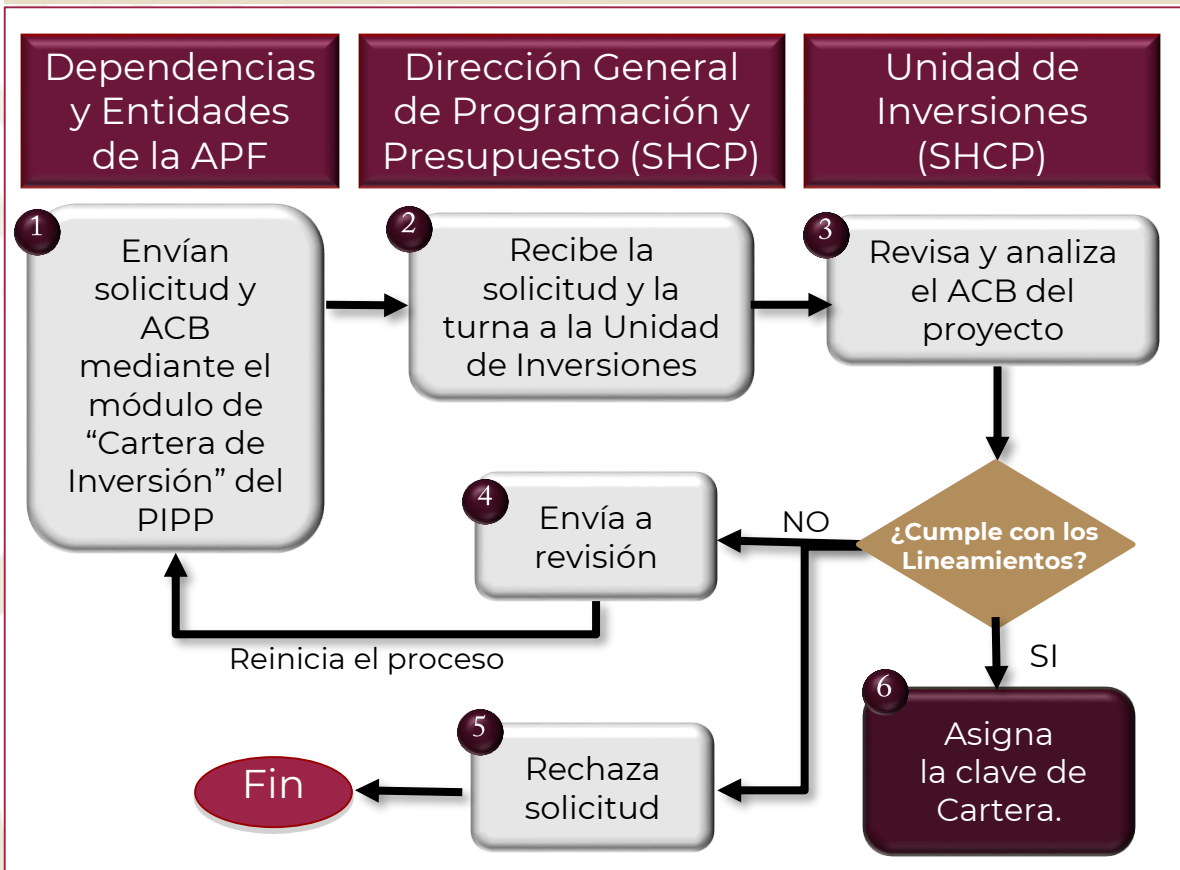 Dependencias
y Entidades
de la APF
Dirección General
de Programación y
Presupuesto (SHCP)
Unidad de
Inversiones
(SHCP)
1
Envían
solicitud y
ACB
mediante el
módulo de
“Cartera de
Inversión” del
PIPP
2
Recibe la
solicitud y la
turna a la Unidad
de Inversiones
3
Revisa y analiza
el ACB del
proyecto
¿Cumple con los
Lineamientos?
NO
4
Envía a
revisión
Reinicia el proceso
5
Rechaza
solicitud
Fin
SI
6
Asigna
la clave de
Cartera.